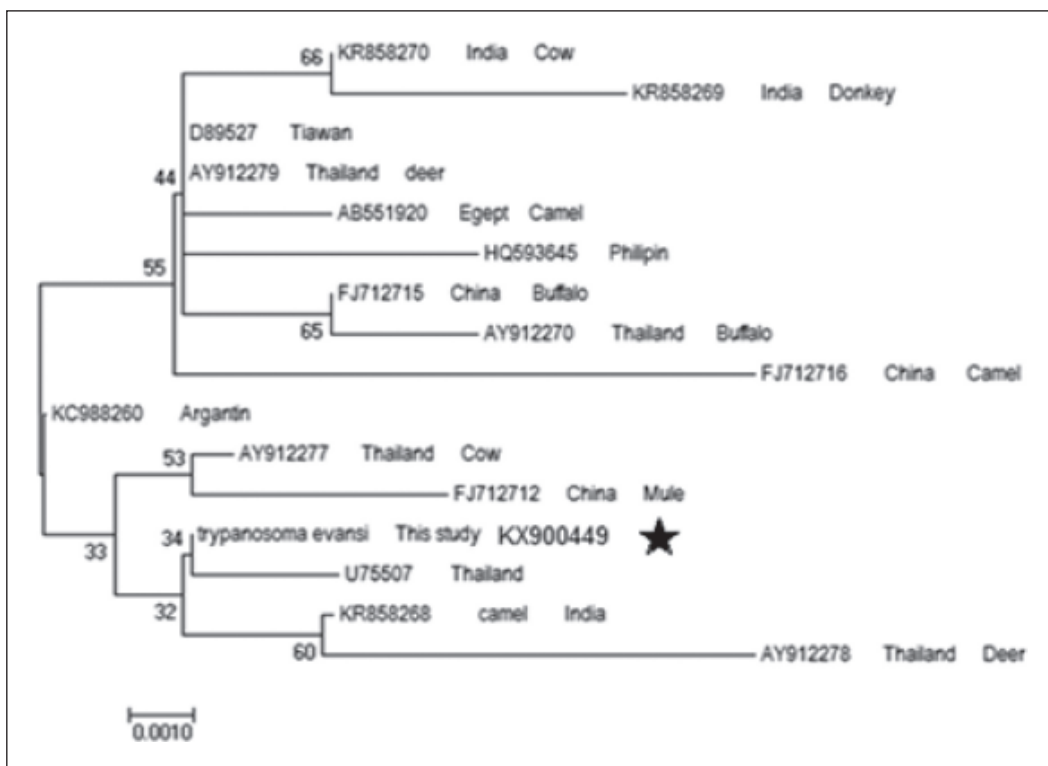 66 KR858270 India Cow
KR858269 India Donkey
D89527 Tiawan
44 AY912279 Thailand deer
AB551920 Egept Camel
HQ593645 Philipin
55
FJ712715 China Buffalo
65 AY912270 Thailand Buffalo
FJ712716 China Camel
KC988260 Argantin
53 AY912277 Thailand Cow
FJ712712 China Mule
34 trypanosoma evansi This study KX900449
33
U75507 Thailand
32 KR858268 camel India
60 AY912278 Thailand Deer
0.0010